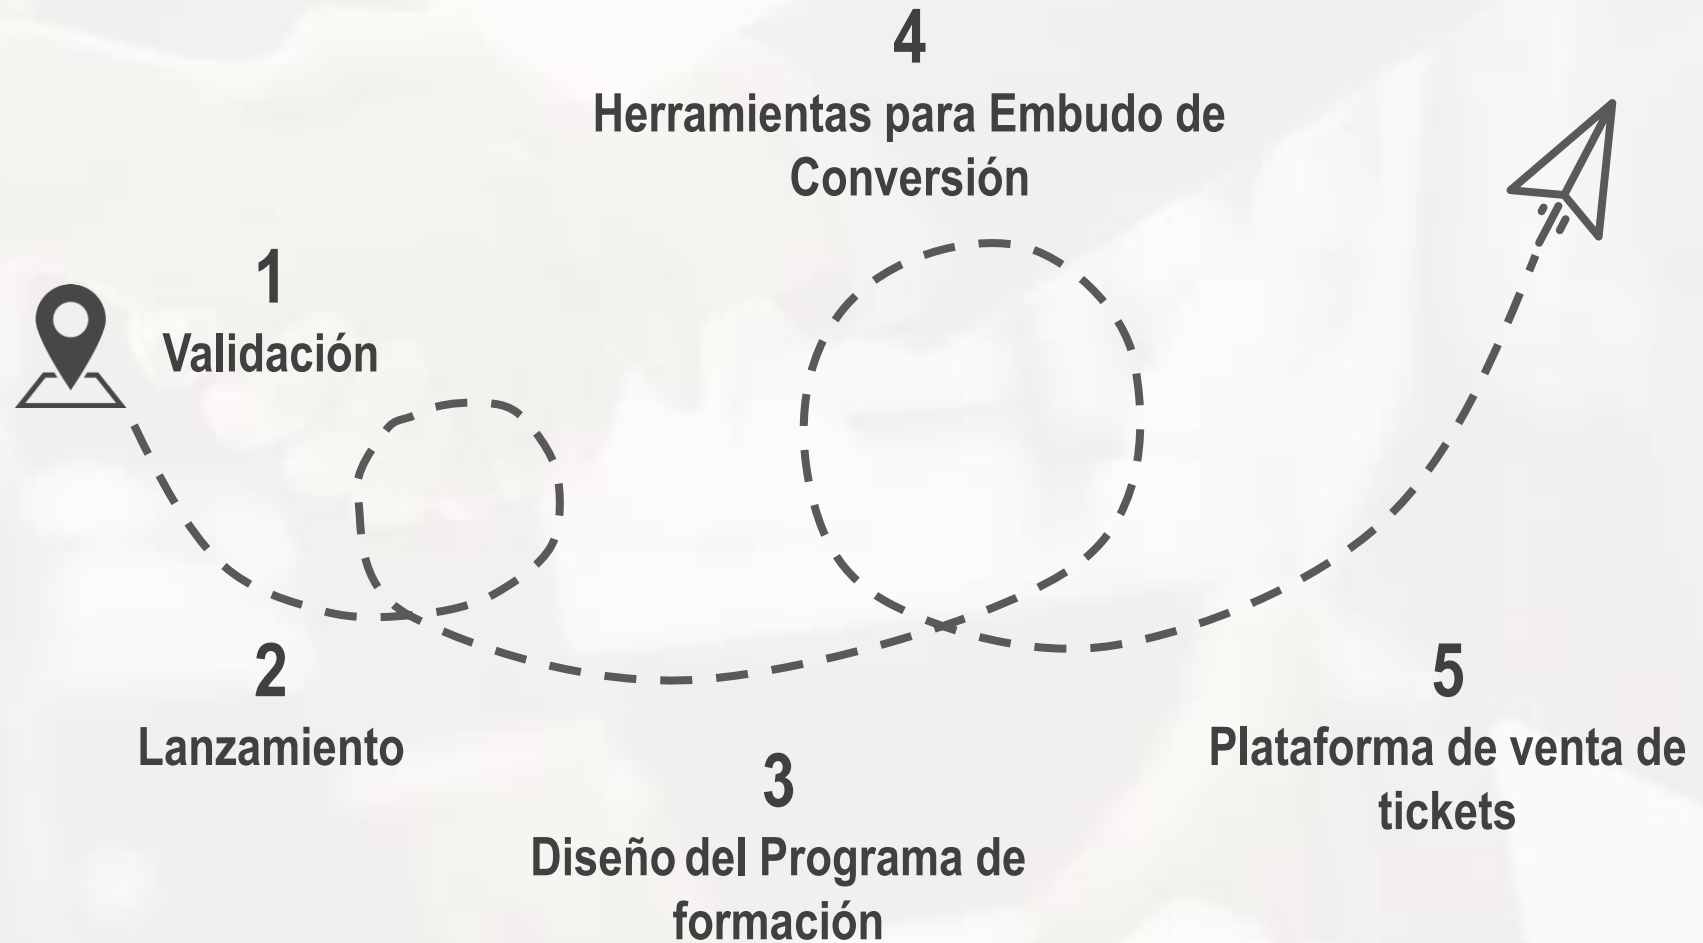 1
Validación
2
Lanzamiento
3
Diseño del Programa de
formación
4
Herramientas para Embudo de
Conversión
5
Plataforma de venta de
tickets